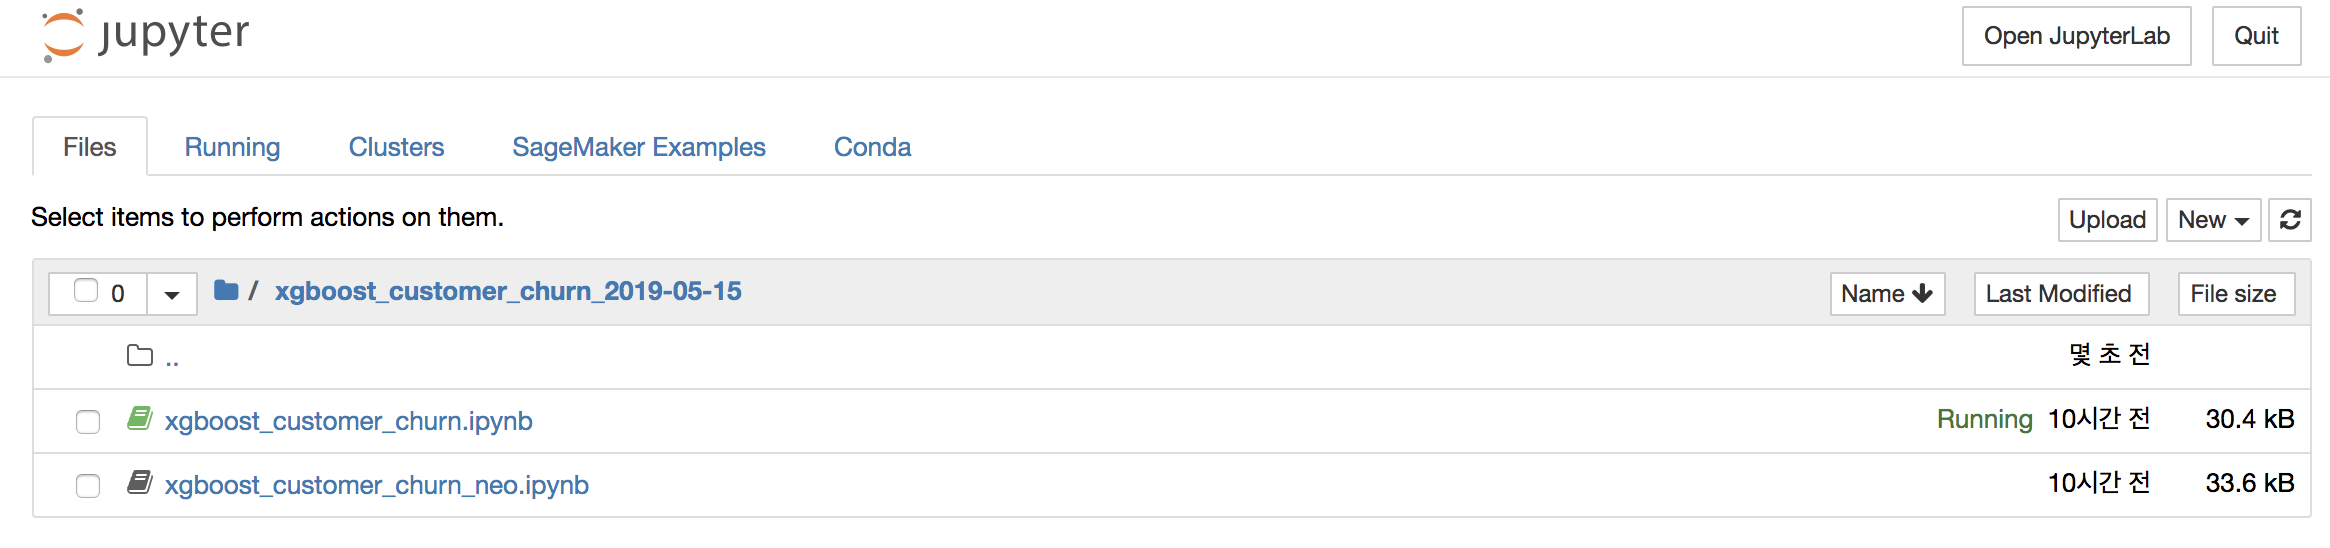 jupyter Open JupyterLab Quit
Files Running Clusters SageMaker Examples Conda
Select items to perform actions on them. Upload New
0 / xgboost_customer_churn_2019-05-15 Name Last Modified File size
.. 몇 초 전
xgboost_customer_churn.ipynb Running 10시간 전 30.4 kB
xgboost_customer_churn_neo.ipynb 10시간 전 33.6 kB